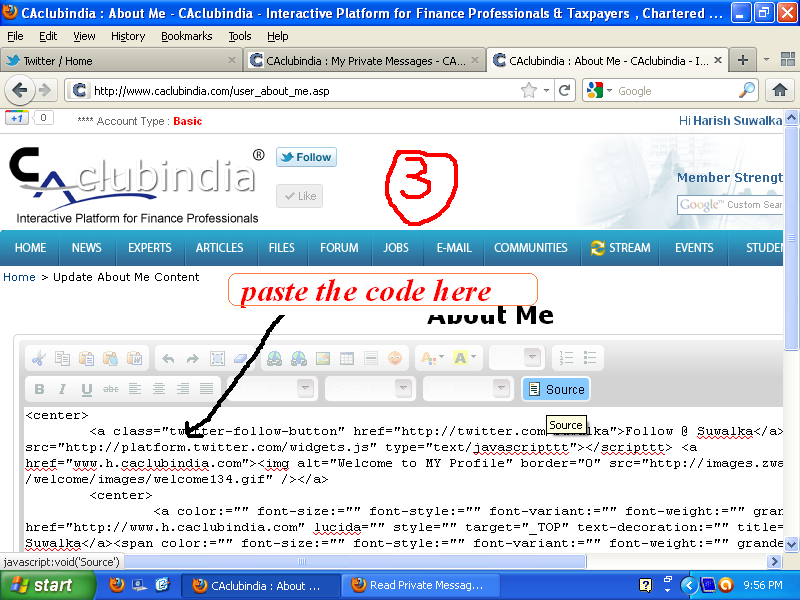 CAclubindia : About Me - CAclubindia - Interactive Platform for Finance Professionals & Taxpayers , Chartered ...
File Edit View History Bookmarks Tools Help
Twitter / Home
CAclubindia : My Private Messages - CA...
CAclubindia : About Me - CAclubindia - I...
http://www.caclubindia.com/user_about_me.asp
Google
+1 0 **** Account Type : Basic
Hi Harish Suwalka
CAclubindia ®
Interactive Platform for Finance Professionals
Follow
Like
3
Member Strengt
Google™ Custom Sear
HOME NEWS EXPERTS ARTICLES FILES FORUM JOBS E-MAIL COMMUNITIES STREAM EVENTS STUDEN
Home > Update About Me Content
paste the code here
About Me
B I U abc
Source
<center>
<a class="twitter-follow-button" href="http://twitter.com lka">Follow @ Suwalka</a>
Source
src="http://platform.twitter.com/widgets.js" type="text/javascripttt"></scripttt> <a
href="www.h.caclubindia.com"><img alt="Welcome to MY Profile" border="0" src="http://images.zwa
/welcome/images/welcome134.gif" /></a>
<center>
<a color:="" font-size:="" font-style:="" font-variant:="" font-weight:="" gran
href="http://www.h.caclubindia.com" lucida="" style="" target="_TOP" text-decoration:="" title=
Suwalka</a><span color:="" font-size:="" font-style:="" font-variant:="" font-weight:="" grande
javascript:void('Source')
start
CAclubindia : About ...
Read Private Messag...
9:56 PM